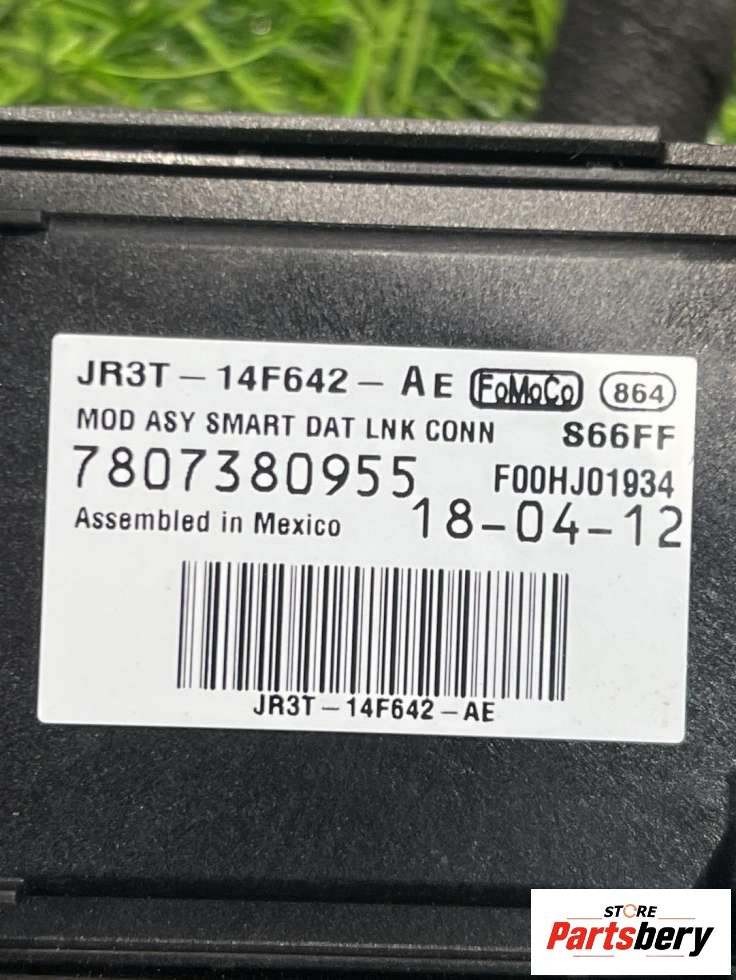 JR3T - 14F642 - AE FoMoCo 864
MOD ASY SMART DAT LNK CONN S66FF
7807380955 F00HJ01934
Assembled in Mexico 18-04-12
JR3T - 14F642 - AE
STORE
Partsbery